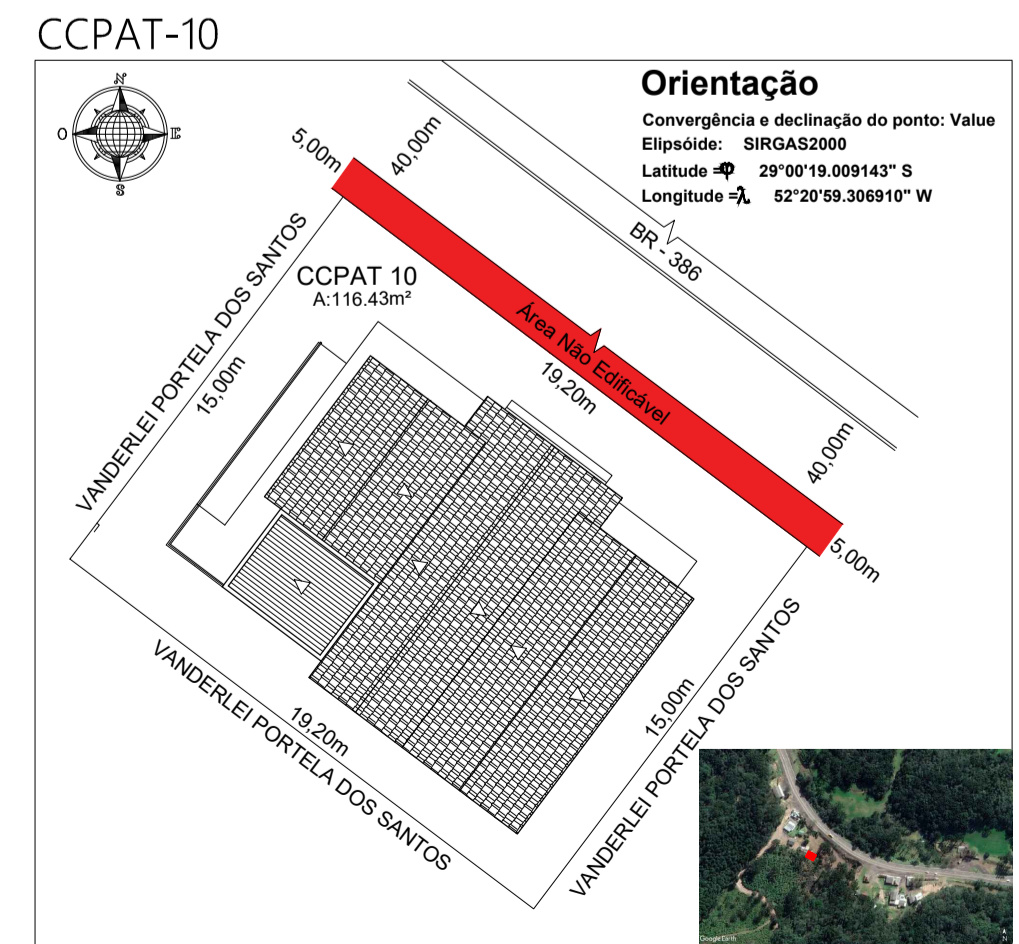 CCPAT-10
N
O
E
S
Orientação
Convergência e declinação do ponto: Value
Elipsóide: SIRGAS2000
Latitude =φ 29°00'19.009143" S
Longitude =λ 52°20'59.306910" W
5,00m
40,00m
BR - 386
VANDERLEI PORTELA DOS SANTOS
15,00m
CCPAT 10
A:116.43m²
Área Não Edificável
19,20m
40,00m
5,00m
VANDERLEI PORTELA DOS SANTOS
19,20m
15,00m
VANDERLEI PORTELA DOS SANTOS
Google Earth
N